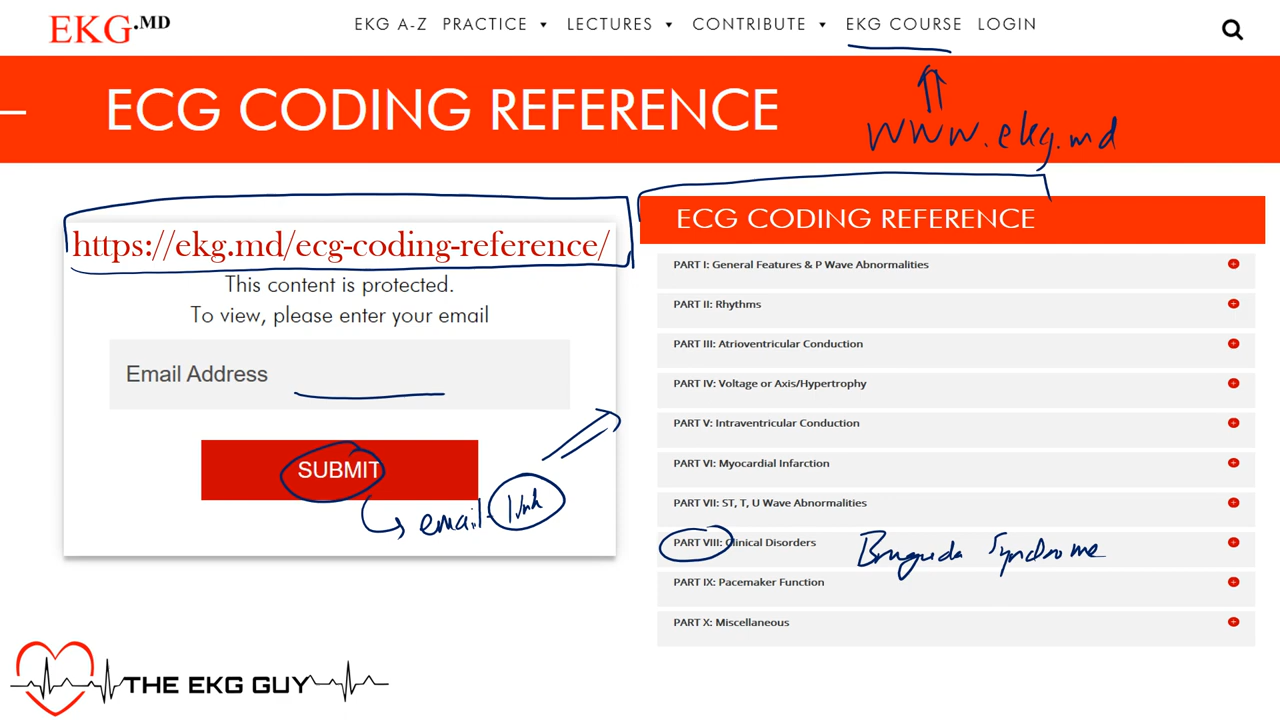 EKG.MD
EKG A-Z PRACTICE LECTURES CONTRIBUTE EKG COURSE LOGIN
ECG CODING REFERENCE
www.ekg.md
https://ekg.md/ecg-coding-reference/
This content is protected.
To view, please enter your email
Email Address
SUBMIT
email link
ECG CODING REFERENCE
PART I: General Features & P Wave Abnormalities
PART II: Rhythms
PART III: Atrioventricular Conduction
PART IV: Voltage or Axis/Hypertrophy
PART V: Intraventricular Conduction
PART VI: Myocardial Infarction
PART VII: ST, T, U Wave Abnormalities
PART VIII: Clinical Disorders Brugada Syndrome
PART IX: Pacemaker Function
PART X: Miscellaneous
THE EKG GUY